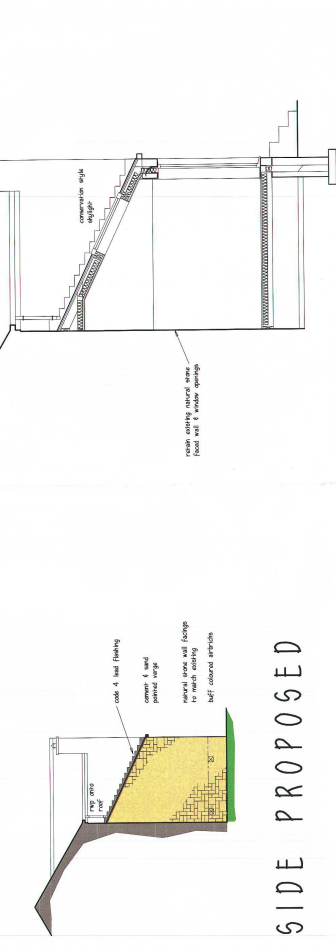 conservation style
skylight
retain existing natural stone
faced wall & window openings
code 4 lead flashing
cement & sand
pointed verge
natural stone wall facings
to match existing
buff coloured airbricks
rwp onto
roof
SIDE PROPOSED